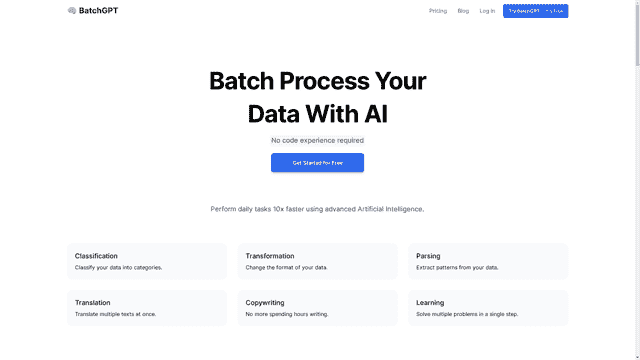 BatchGPT
Pricing
Blog
Log In
Try BatchGPT
Batch Process Your
Data With AI
No code experience required
Get Started for Free
Perform daily tasks 10x faster using advanced Artificial Intelligence.
Classification
Classify your data into categories.
Transformation
Change the format of your data.
Parsing
Extract patterns from your data.
Translation
Translate multiple texts at once.
Copywriting
No more spending hours writing.
Learning
Solve multiple problems in a single step.